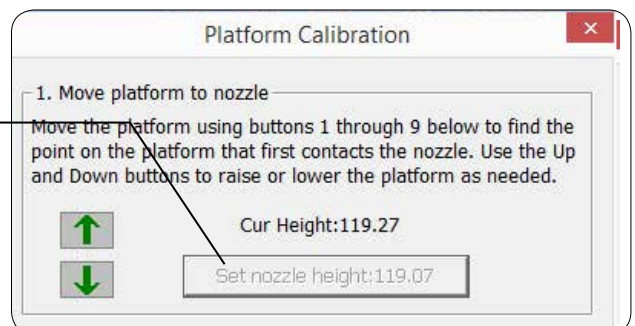 Platform Calibration
1. Move platform to nozzle
Move the platform using buttons 1 through 9 below to find the
point on the platform that first contacts the nozzle. Use the Up
and Down buttons to raise or lower the platform as needed.
Cur Height:119.27
Set nozzle height:119.07